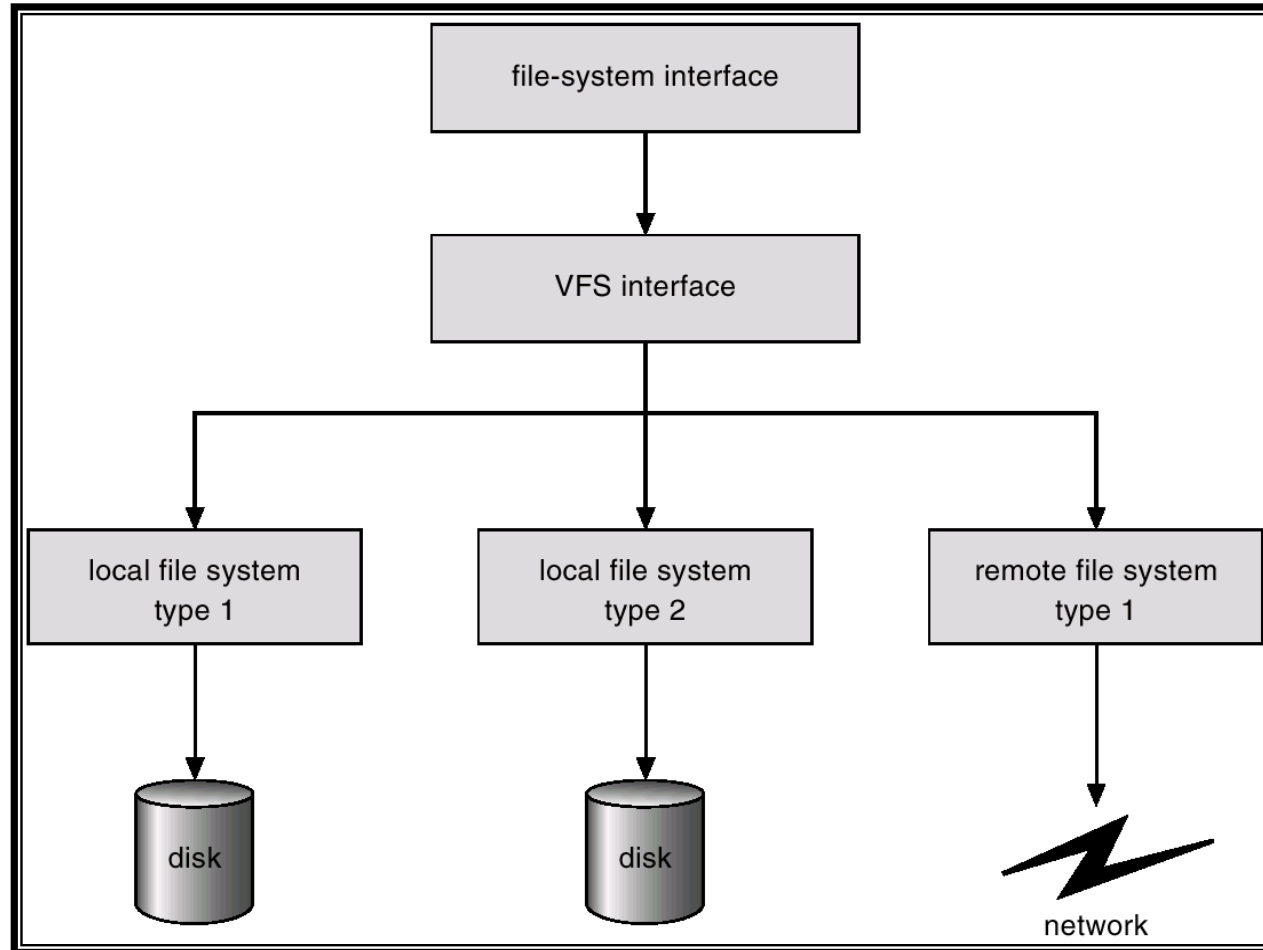 file-system interface
VFS interface
local file system
type 1
local file system
type 2
remote file system
type 1
disk
disk
network